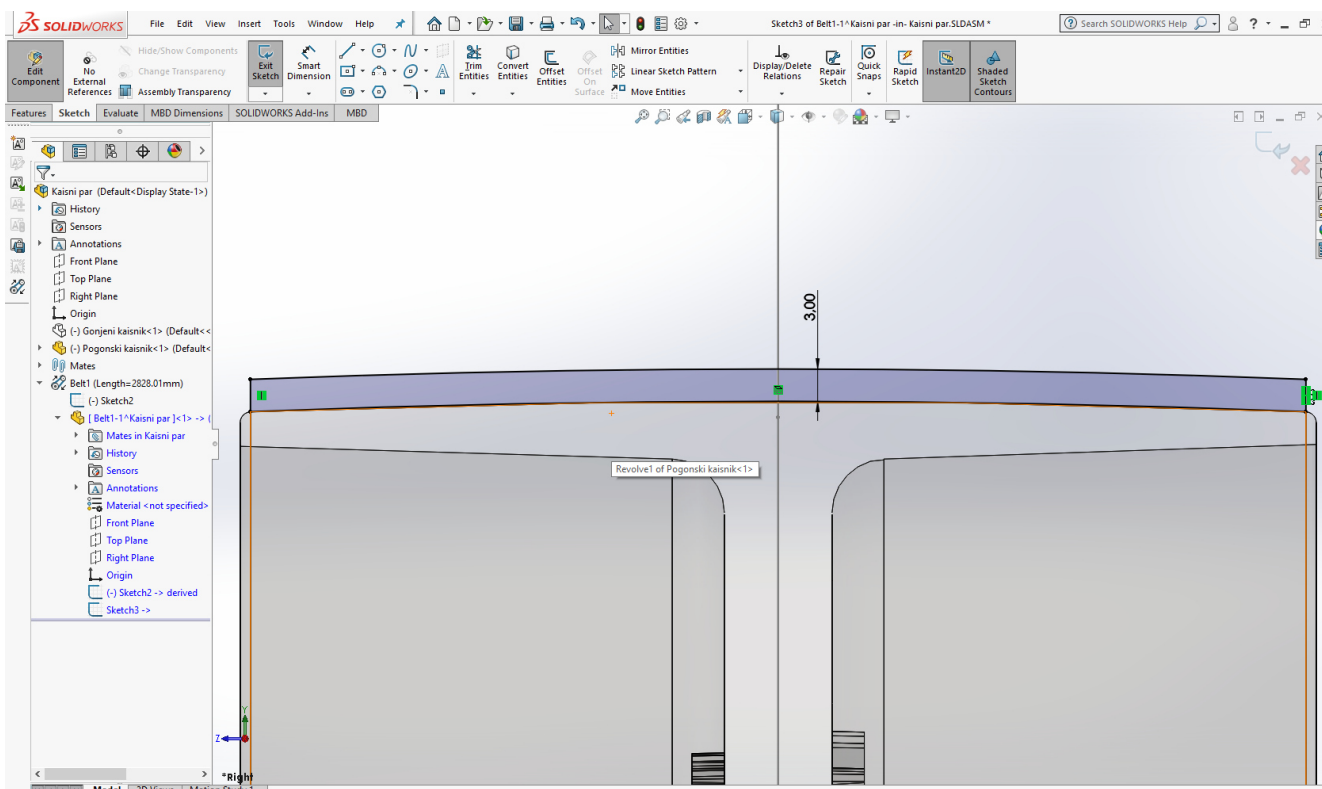 SOLIDWORKS File Edit View Insert Tools Window Help Sketch3 of Belt1-1^Kaisni par -in- Kaisni par.SLDASM * Search SOLIDWORKS Help
Edit Component
No External References
Hide/Show Components
Change Transparency
Assembly Transparency
Exit Sketch
Smart Dimension
Trim Entities
Convert Entities
Offset Entities
Offset On Surface
Mirror Entities
Linear Sketch Pattern
Move Entities
Display/Delete Relations
Repair Sketch
Quick Snaps
Rapid Sketch
Instant2D
Shaded Sketch Contours
Features Sketch Evaluate MBD Dimensions SOLIDWORKS Add-Ins MBD
Kaisni par (Default<Display State-1>)
History
Sensors
Annotations
Front Plane
Top Plane
Right Plane
Origin
(-) Gonjeni kaisnik<1> (Default<<
(-) Pogonski kaisnik<1> (Default<
Mates
Belt1 (Length=2828.01mm)
(-) Sketch2
[ Belt1-1^Kaisni par ]<1> -> (
Mates in Kaisni par
History
Sensors
Annotations
Material <not specified>
Front Plane
Top Plane
Right Plane
Origin
(-) Sketch2 -> derived
Sketch3 ->
3,00
Revolve1 of Pogonski kaisnik<1>
Y
Z
*Right
Model